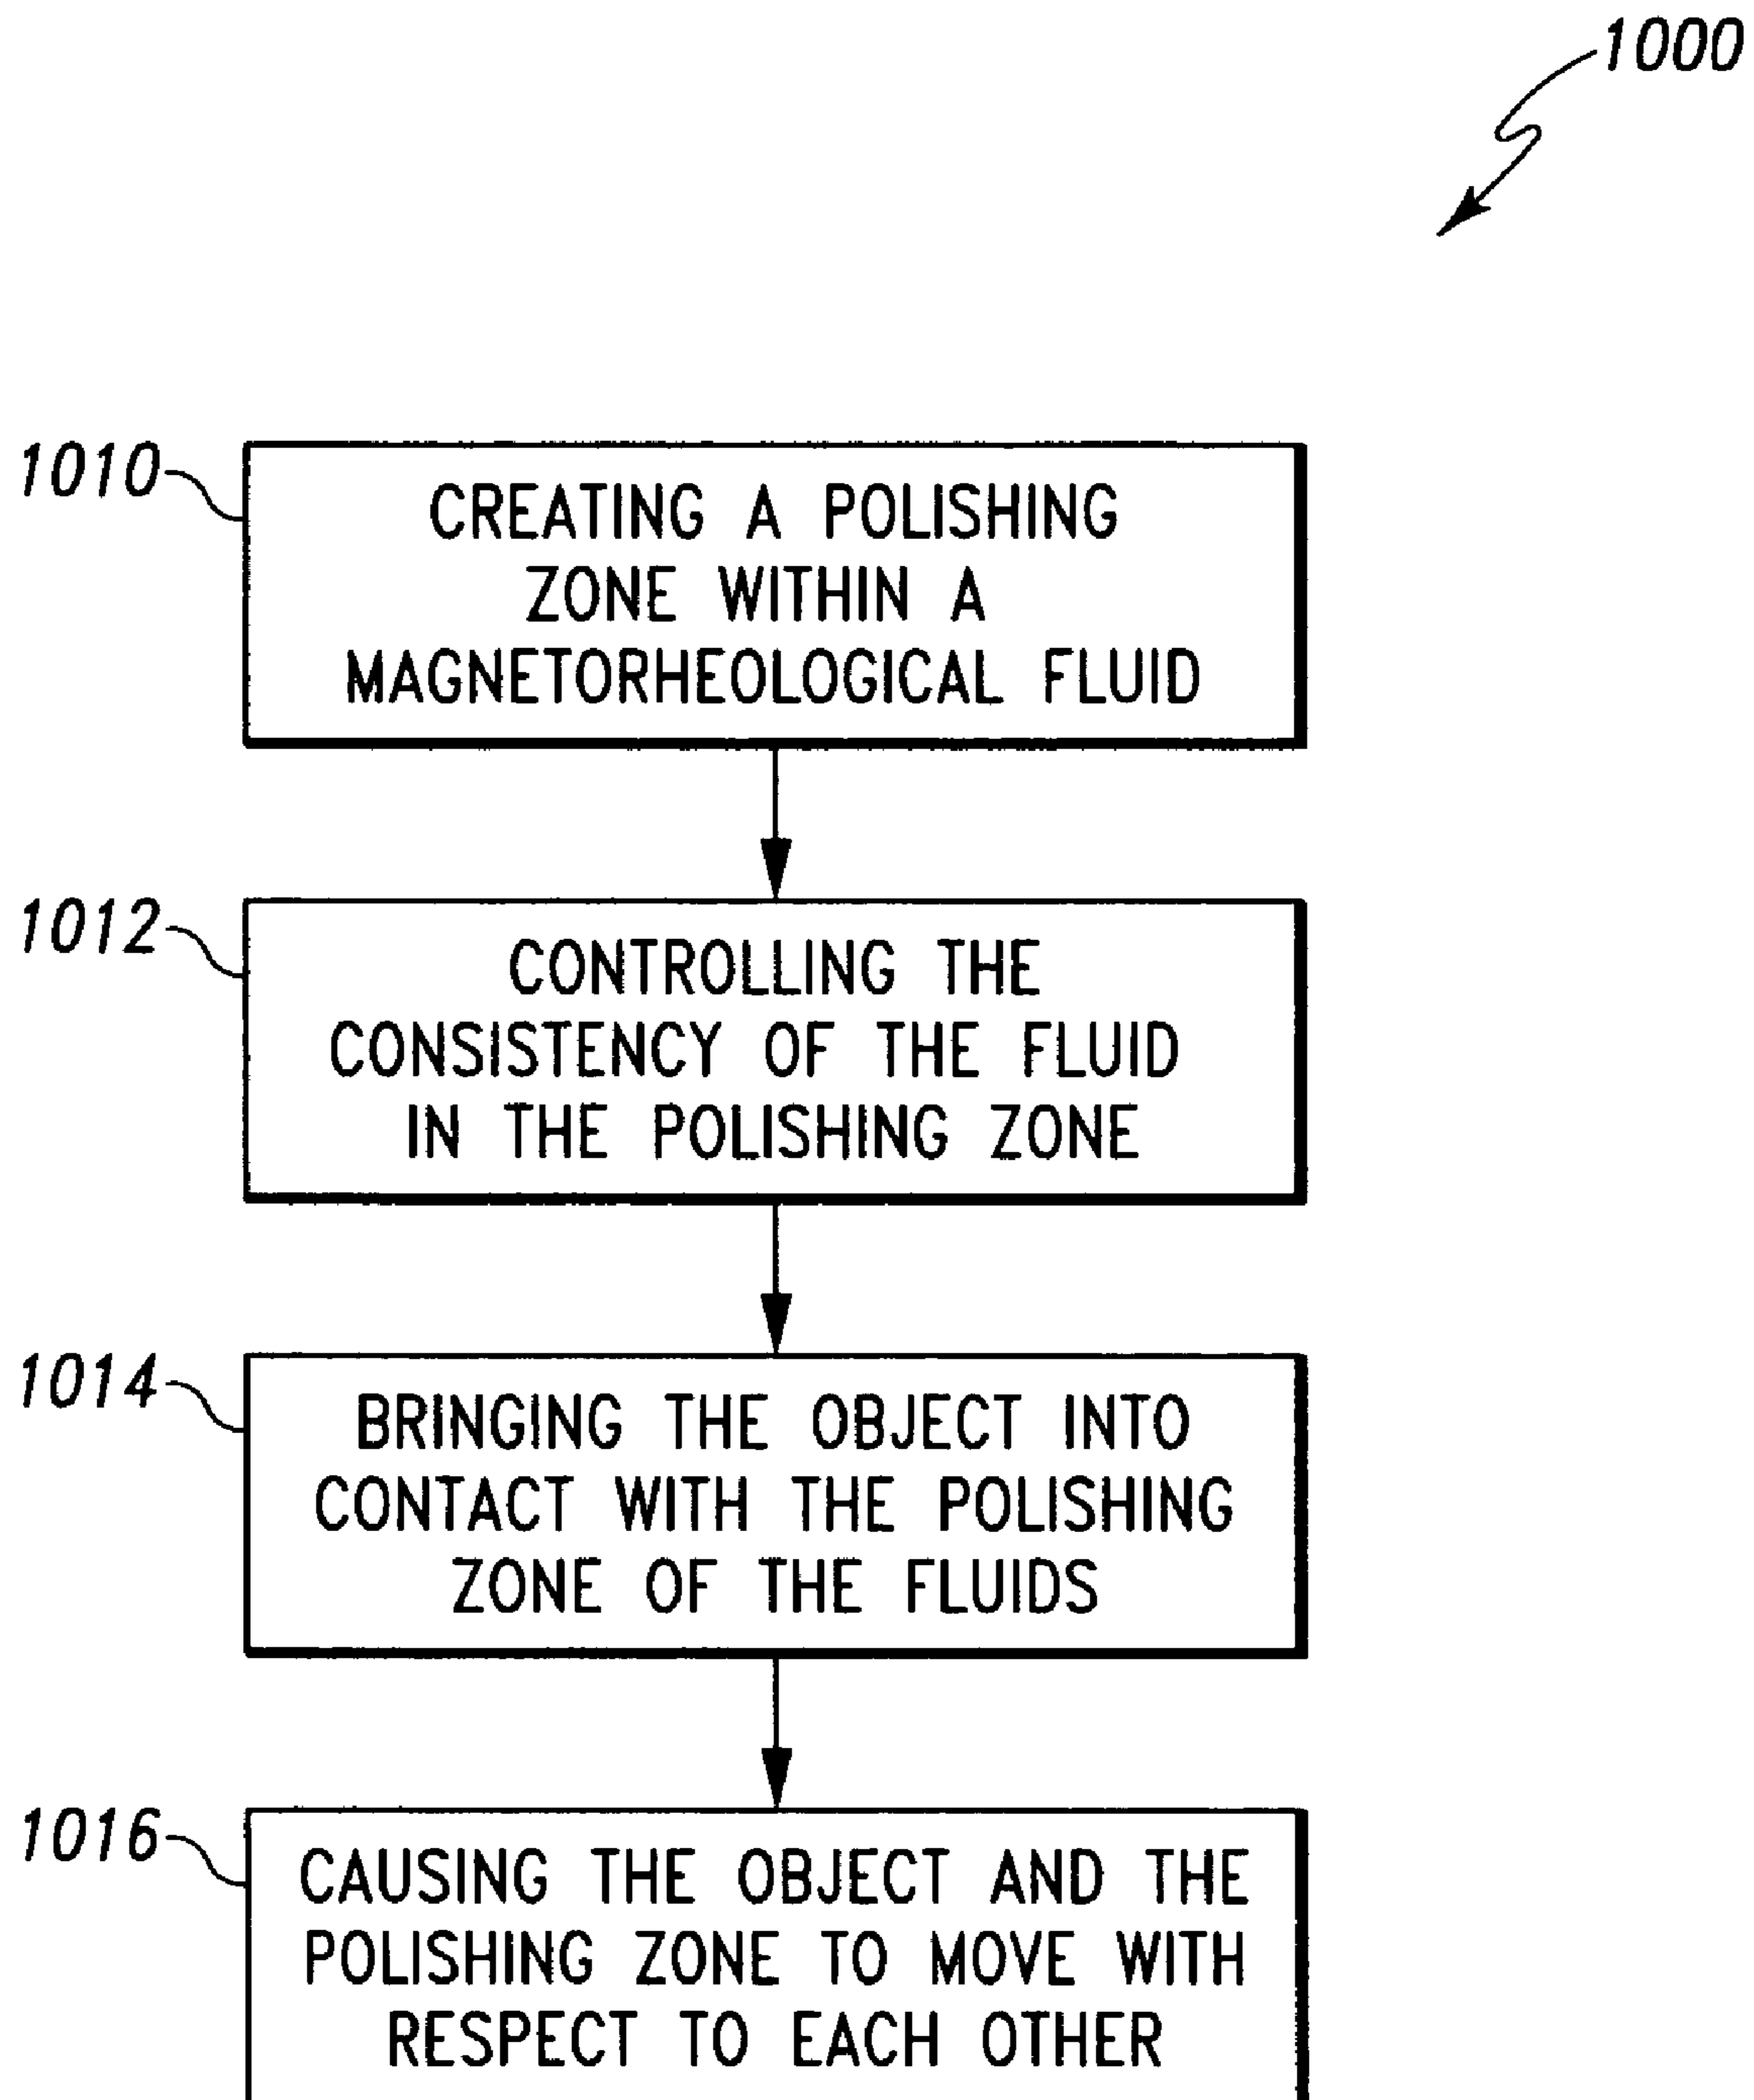 1000
1010
CREATING A POLISHING
ZONE WITHIN A
MAGNETORHEOLOGICAL FLUID
1012
CONTROLLING THE
CONSISTENCY OF THE FLUID
IN THE POLISHING ZONE
1014
BRINGING THE OBJECT INTO
CONTACT WITH THE POLISHING
ZONE OF THE FLUIDS
1016
CAUSING THE OBJECT AND THE
POLISHING ZONE TO MOVE WITH
RESPECT TO EACH OTHER